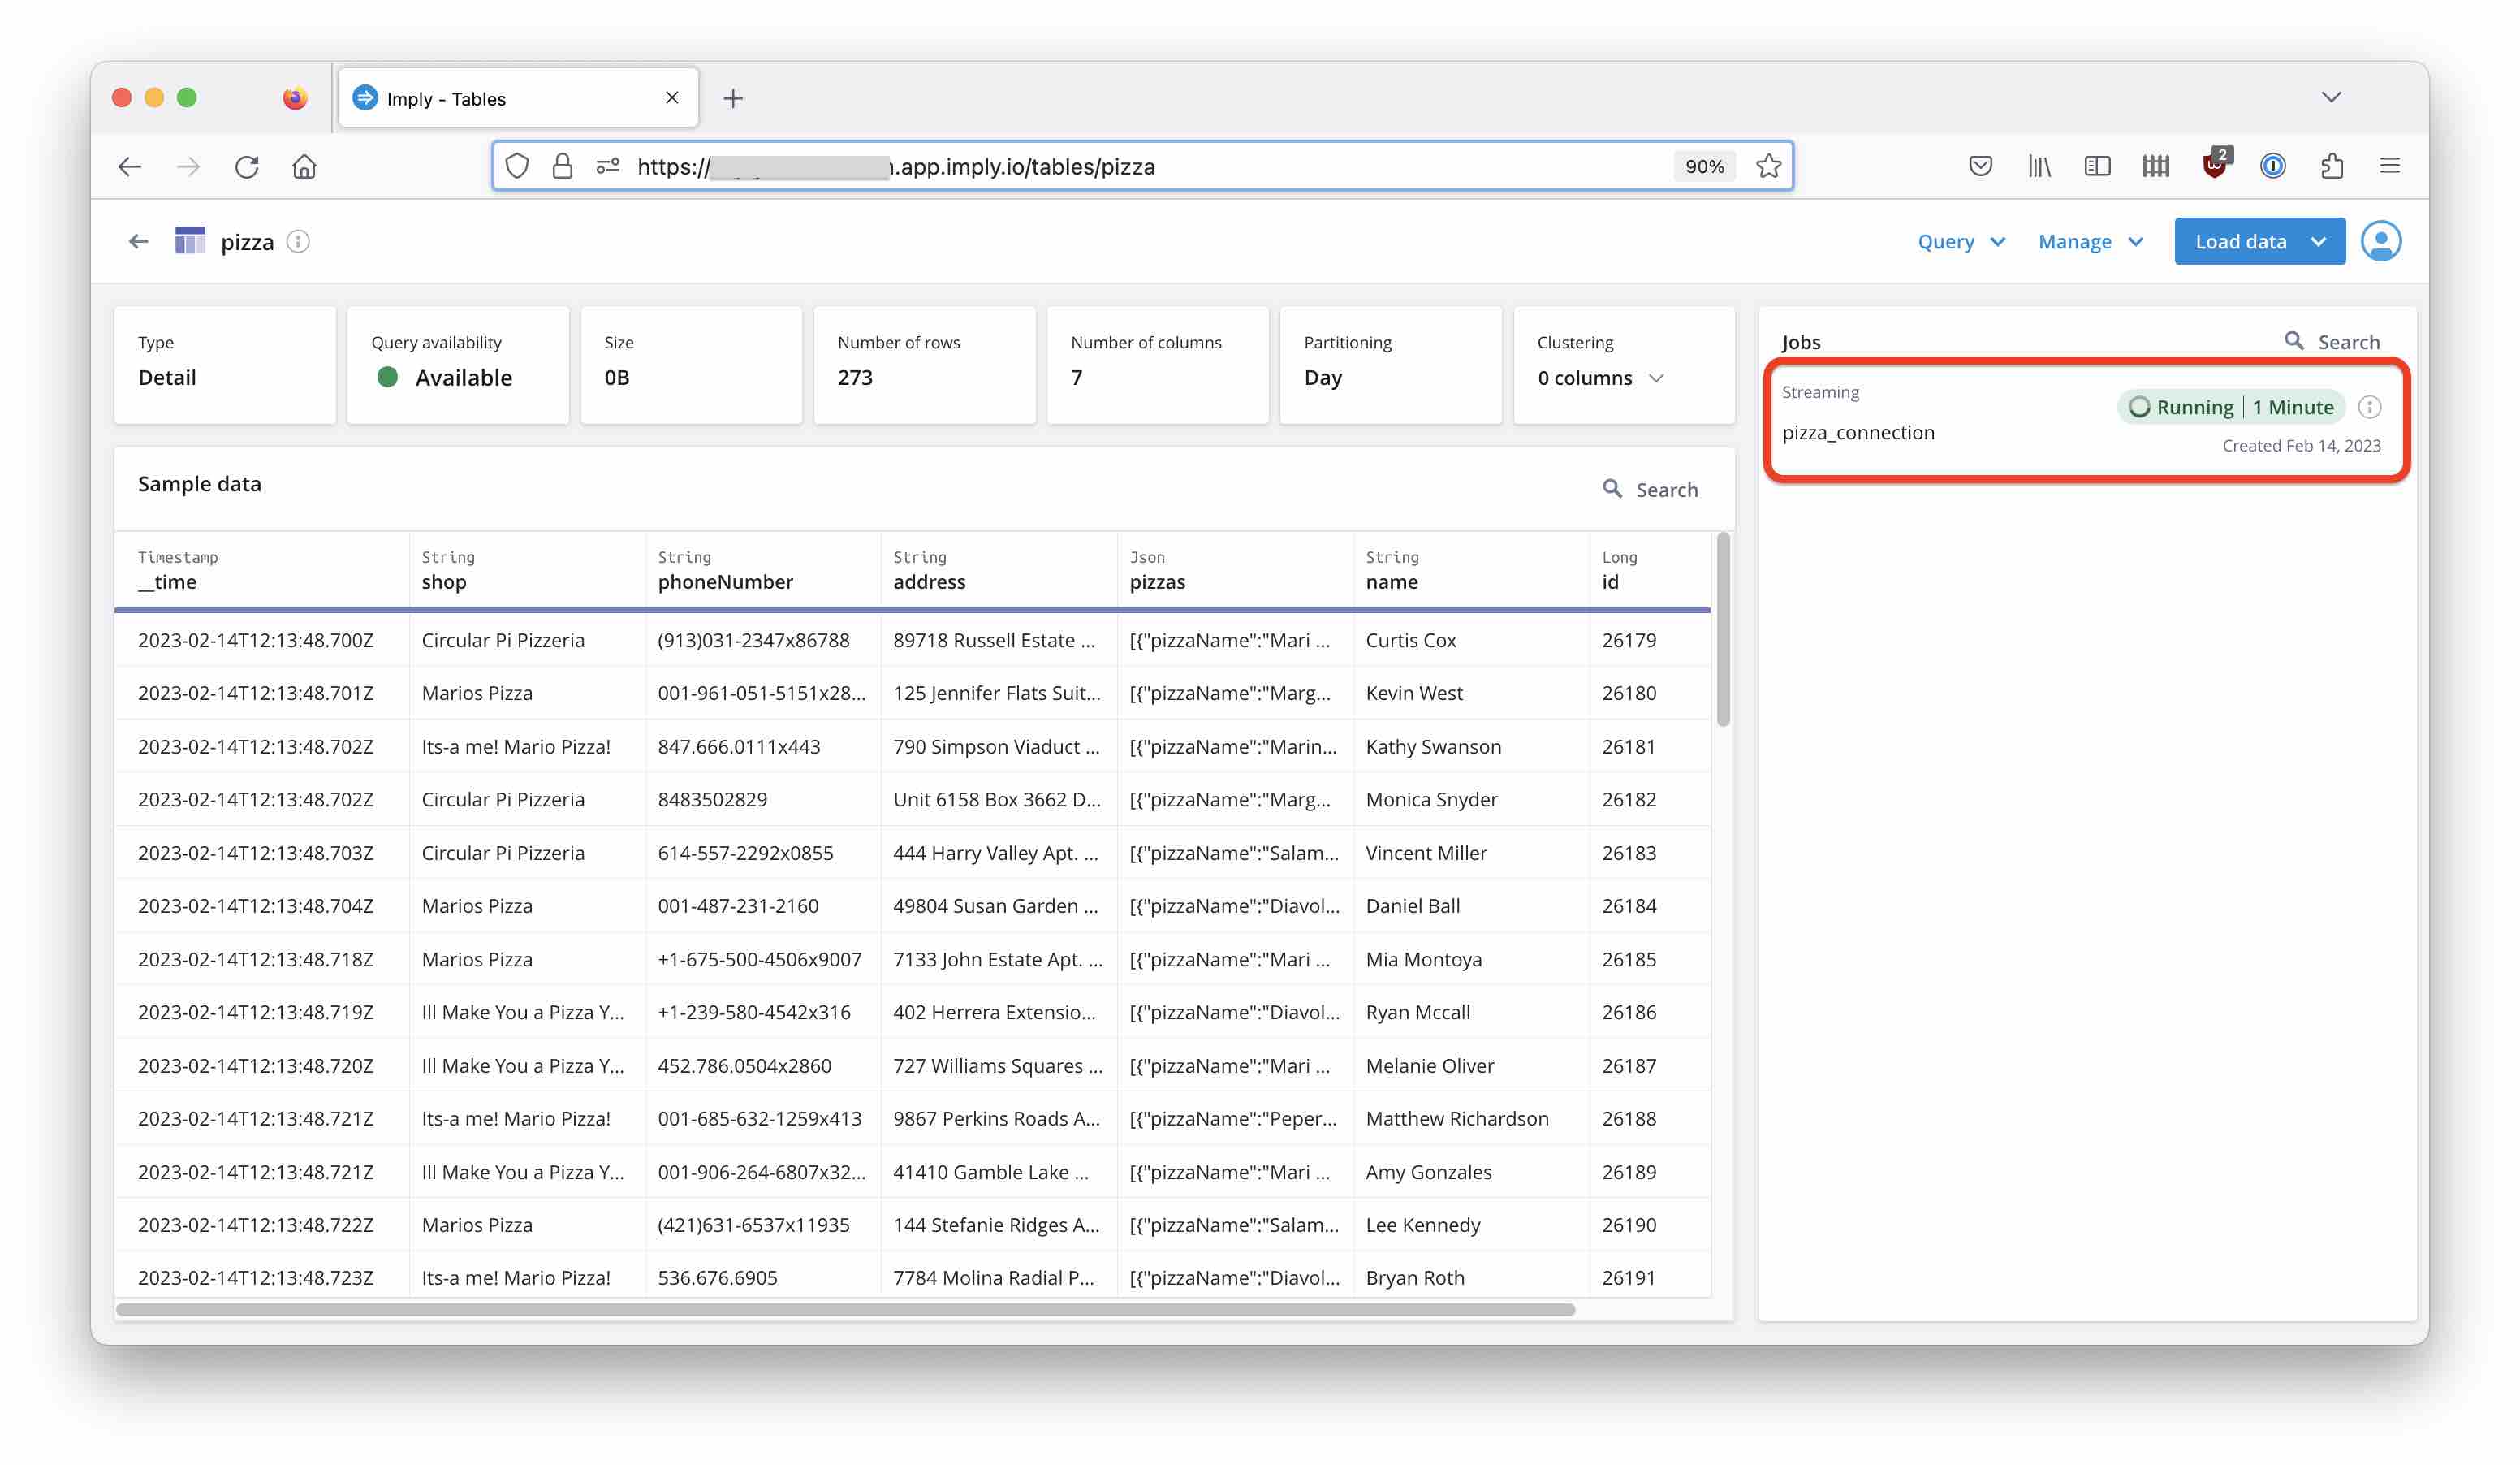 Imply - Tables
https:// .app.imply.io/tables/pizza
90%
2
pizza
Query
Manage
Load data
Type
Detail
Query availability
Available
Size
0B
Number of rows
273
Number of columns
7
Partitioning
Day
Clustering
0 columns
Jobs
Search
Streaming
pizza_connection
Running | 1 Minute
Created Feb 14, 2023
Sample data
Search
Timestamp String String String Json String Long
__time shop phoneNumber address pizzas name id
2023-02-14T12:13:48.700Z Circular Pi Pizzeria (913)031-2347x86788 89718 Russell Estate ... [{"pizzaName":"Mari ... Curtis Cox 26179
2023-02-14T12:13:48.701Z Marios Pizza 001-961-051-5151x28... 125 Jennifer Flats Suit... [{"pizzaName":"Marg... Kevin West 26180
2023-02-14T12:13:48.702Z Its-a me! Mario Pizza! 847.666.0111x443 790 Simpson Viaduct ... [{"pizzaName":"Marin... Kathy Swanson 26181
2023-02-14T12:13:48.702Z Circular Pi Pizzeria 8483502829 Unit 6158 Box 3662 D... [{"pizzaName":"Marg... Monica Snyder 26182
2023-02-14T12:13:48.703Z Circular Pi Pizzeria 614-557-2292x0855 444 Harry Valley Apt. ... [{"pizzaName":"Salam... Vincent Miller 26183
2023-02-14T12:13:48.704Z Marios Pizza 001-487-231-2160 49804 Susan Garden ... [{"pizzaName":"Diavol... Daniel Ball 26184
2023-02-14T12:13:48.718Z Marios Pizza +1-675-500-4506x9007 7133 John Estate Apt. ... [{"pizzaName":"Mari ... Mia Montoya 26185
2023-02-14T12:13:48.719Z Ill Make You a Pizza Y... +1-239-580-4542x316 402 Herrera Extensio... [{"pizzaName":"Diavol... Ryan Mccall 26186
2023-02-14T12:13:48.720Z Ill Make You a Pizza Y... 452.786.0504x2860 727 Williams Squares ... [{"pizzaName":"Mari ... Melanie Oliver 26187
2023-02-14T12:13:48.721Z Its-a me! Mario Pizza! 001-685-632-1259x413 9867 Perkins Roads A... [{"pizzaName":"Peper... Matthew Richardson 26188
2023-02-14T12:13:48.721Z Ill Make You a Pizza Y... 001-906-264-6807x32... 41410 Gamble Lake ... [{"pizzaName":"Mari ... Amy Gonzales 26189
2023-02-14T12:13:48.722Z Marios Pizza (421)631-6537x11935 144 Stefanie Ridges A... [{"pizzaName":"Salam... Lee Kennedy 26190
2023-02-14T12:13:48.723Z Its-a me! Mario Pizza! 536.676.6905 7784 Molina Radial P... [{"pizzaName":"Diavol... Bryan Roth 26191